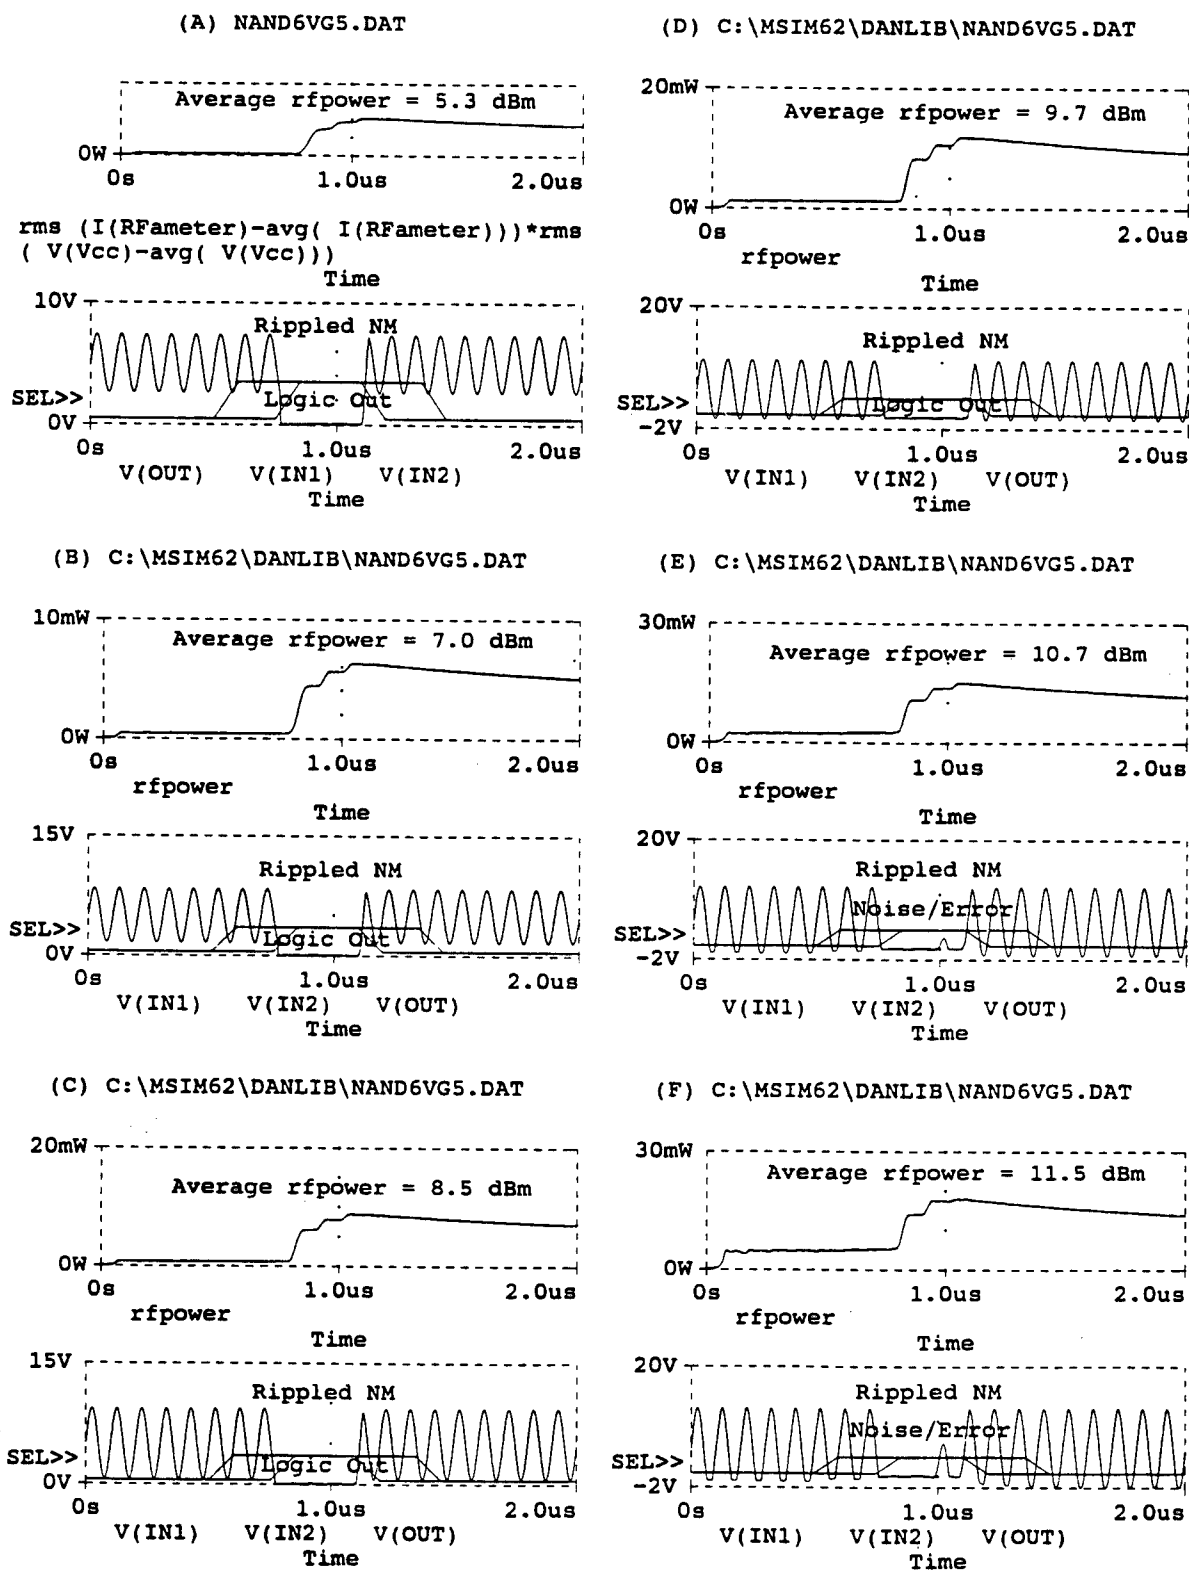 (A) NAND6VG5.DAT
Average rfpower = 5.3 dBm
0W
0s 1.0us 2.0us
rms (I(RFameter)-avg( I(RFameter)))*rms
( V(Vcc)-avg( V(Vcc)))
Time
10V
Rippled NM
SEL>>
Logic Out
0V
0s 1.0us 2.0us
V(OUT) V(IN1) V(IN2)
Time
(B) C:\MSIM62\DANLIB\NAND6VG5.DAT
10mW
Average rfpower = 7.0 dBm
0W
0s 1.0us 2.0us
rfpower
Time
15V
Rippled NM
SEL>>
Logic Out
0V
0s 1.0us 2.0us
V(IN1) V(IN2) V(OUT)
Time
(C) C:\MSIM62\DANLIB\NAND6VG5.DAT
20mW
Average rfpower = 8.5 dBm
0W
0s 1.0us 2.0us
rfpower
Time
15V
Rippled NM
SEL>>
Logic Out
0V
0s 1.0us 2.0us
V(IN1) V(IN2) V(OUT)
Time
(D) C:\MSIM62\DANLIB\NAND6VG5.DAT
20mW
Average rfpower = 9.7 dBm
0W
0s 1.0us 2.0us
rfpower
Time
20V
Rippled NM
SEL>>
Logic Out
-2V
0s 1.0us 2.0us
V(IN1) V(IN2) V(OUT)
Time
(E) C:\MSIM62\DANLIB\NAND6VG5.DAT
30mW
Average rfpower = 10.7 dBm
0W
0s 1.0us 2.0us
rfpower
Time
20V
Rippled NM
Noise/Error
SEL>>
-2V
0s 1.0us 2.0us
V(IN1) V(IN2) V(OUT)
Time
(F) C:\MSIM62\DANLIB\NAND6VG5.DAT
30mW
Average rfpower = 11.5 dBm
0W
0s 1.0us 2.0us
rfpower
Time
20V
Rippled NM
Noise/Error
SEL>>
-2V
0s 1.0us 2.0us
V(IN1) V(IN2) V(OUT)
Time